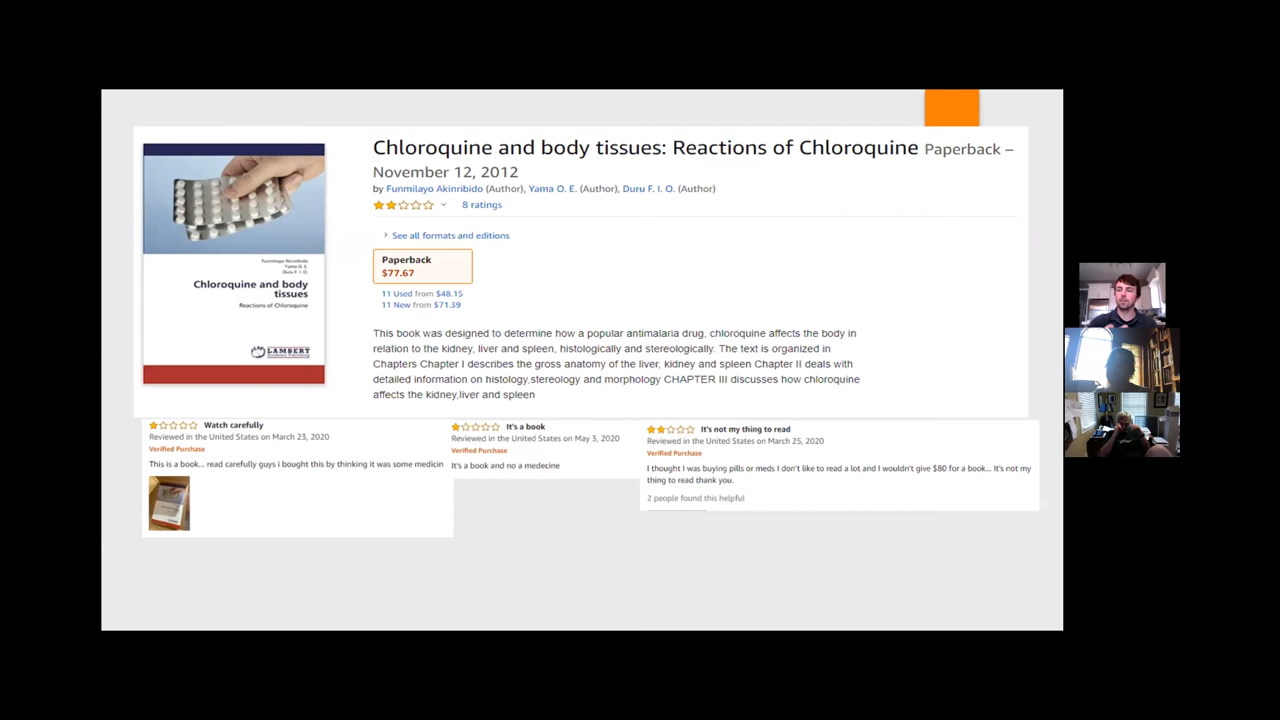 Chloroquine and body tissues: Reactions of Chloroquine Paperback –
November 12, 2012
by Funmilayo Akinribido (Author), Yama O. E. (Author), Duru F. I. O. (Author)
8 ratings
See all formats and editions
Paperback
$77.67
11 Used from $48.15
11 New from $71.39
This book was designed to determine how a popular antimalaria drug, chloroquine affects the body in
relation to the kidney, liver and spleen, histologically and stereologically. The text is organized in
Chapters Chapter I describes the gross anatomy of the liver, kidney and spleen Chapter II deals with
detailed information on histology,stereology and morphology CHAPTER III discusses how chloroquine
affects the kidney,liver and spleen
Funmilayo Akinribido
Yama O. E.
Duru F. I. O.
Chloroquine and body
tissues
Reactions of Chloroquine
LAMBERT
Academic Publishing
Watch carefully
Reviewed in the United States on March 23, 2020
Verified Purchase
This is a book... read carefully guys i bought this by thinking it was some medicin
It's a book
Reviewed in the United States on May 3, 2020
Verified Purchase
It's a book and no a medecine
It's not my thing to read
Reviewed in the United States on March 25, 2020
Verified Purchase
I thought I was buying pills or meds I don't like to read a lot and I wouldn't give $80 for a book... It's not my
thing to read thank you.
2 people found this helpful